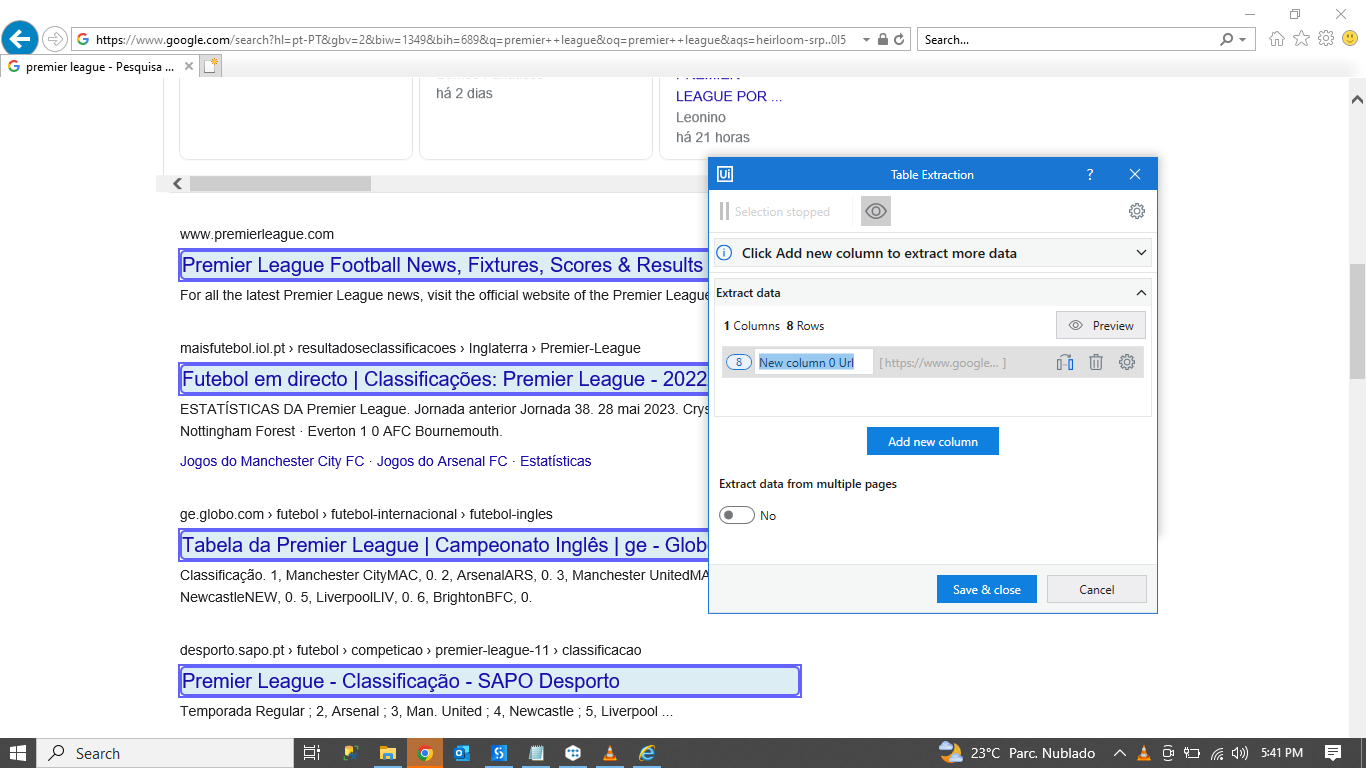 https://www.google.com/search?hl=pt-PT&gbv=2&biw=1349&bih=689&q=premier++league&oq=premier++league&aqs=heirloom-srp..0l5
Search...
premier league - Pesquisa ...
há 2 dias
PREMIER
LEAGUE POR ...
Leonino
há 21 horas
www.premierleague.com
Premier League Football News, Fixtures, Scores & Results
For all the latest Premier League news, visit the official website of the Premier League
maisfutebol.iol.pt › resultadoseclassificacoes › Inglaterra › Premier-League
Futebol em directo | Classificações: Premier League - 2022
ESTATÍSTICAS DA Premier League. Jornada anterior Jornada 38. 28 mai 2023. Crys
Nottingham Forest · Everton 1 0 AFC Bournemouth.
Jogos do Manchester City FC · Jogos do Arsenal FC · Estatísticas
ge.globo.com › futebol › futebol-internacional › futebol-ingles
Tabela da Premier League | Campeonato Inglês | ge - Globo
Classificação. 1, Manchester CityMAC, 0. 2, ArsenalARS, 0. 3, Manchester UnitedMA
NewcastleNEW, 0. 5, LiverpoolLIV, 0. 6, BrightonBFC, 0.
desporto.sapo.pt › futebol › competicao › premier-league-11 › classificacao
Premier League - Classificação - SAPO Desporto
Temporada Regular ; 2, Arsenal ; 3, Man. United ; 4, Newcastle ; 5, Liverpool ...
Ui
Table Extraction
?
Selection stopped
Click Add new column to extract more data
Extract data
1 Columns 8 Rows
Preview
8 New column 0 Url [ https://www.google... ]
Add new column
Extract data from multiple pages
No
Save & close
Cancel
Search
23°C Parc. Nublado
5:41 PM